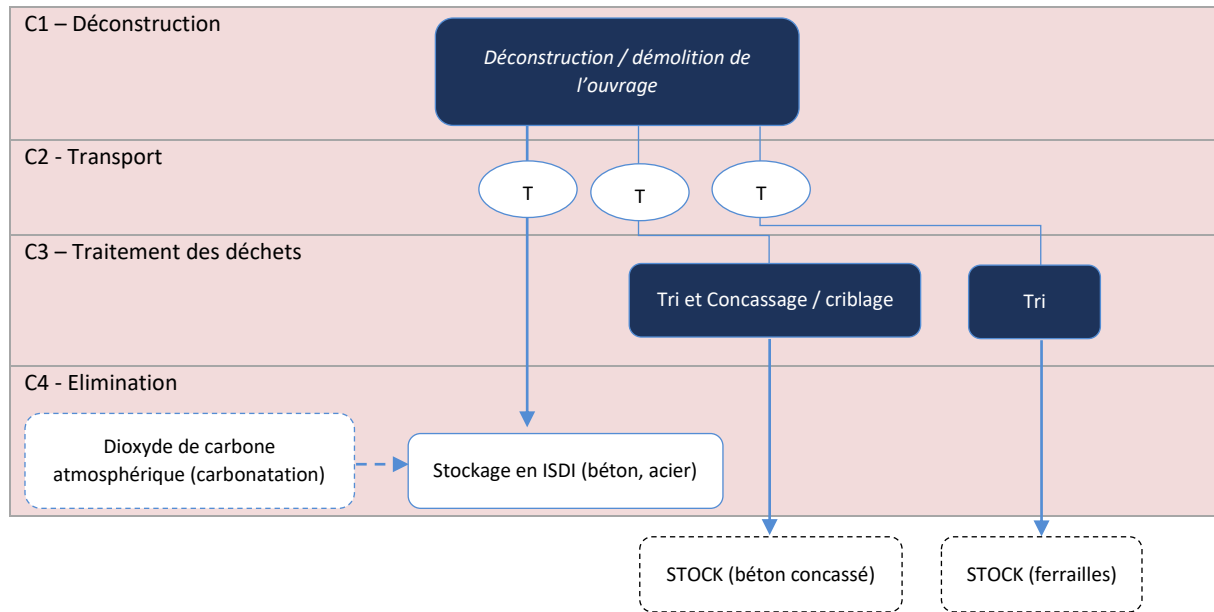 C1 – Déconstruction
Déconstruction / démolition de
l’ouvrage
C2 - Transport
T
T
T
C3 – Traitement des déchets
Tri et Concassage / criblage
Tri
C4 - Elimination
Dioxyde de carbone
atmosphérique (carbonatation)
Stockage en ISDI (béton, acier)
STOCK (béton concassé)
STOCK (ferrailles)